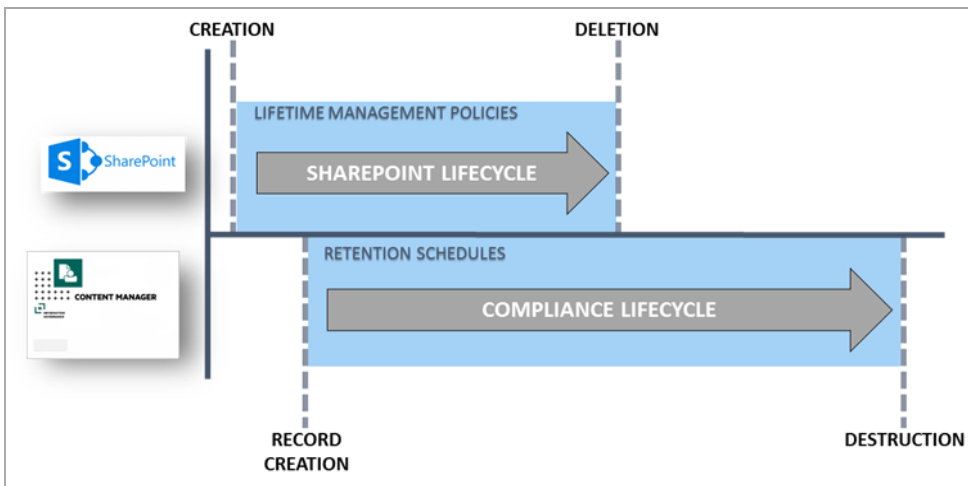 CREATION
DELETION
LIFETIME MANAGEMENT POLICIES
S SharePoint
SHAREPOINT LIFECYCLE
RETENTION SCHEDULES
CONTENT MANAGER
COMPLIANCE LIFECYCLE
RECORD
CREATION
DESTRUCTION